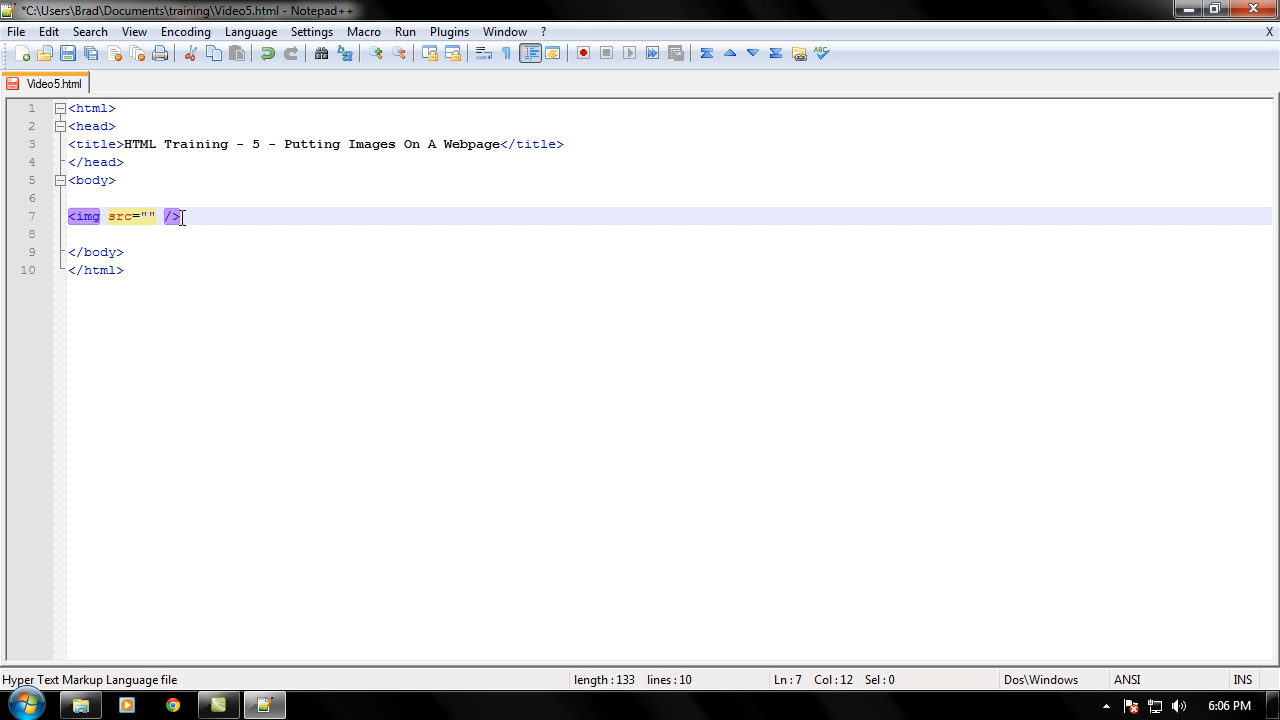 *C:\Users\Brad\Documents\training\Video5.html - Notepad++
File Edit Search View Encoding Language Settings Macro Run Plugins Window ? X
Video5.html
1 <html>
2 <head>
3 <title>HTML Training - 5 - Putting Images On A Webpage</title>
4 </head>
5 <body>
6
7 <img src="" />
8
9 </body>
10 </html>
Hyper Text Markup Language file length : 133 lines : 10 Ln : 7 Col : 12 Sel : 0 Dos\Windows ANSI INS
6:06 PM